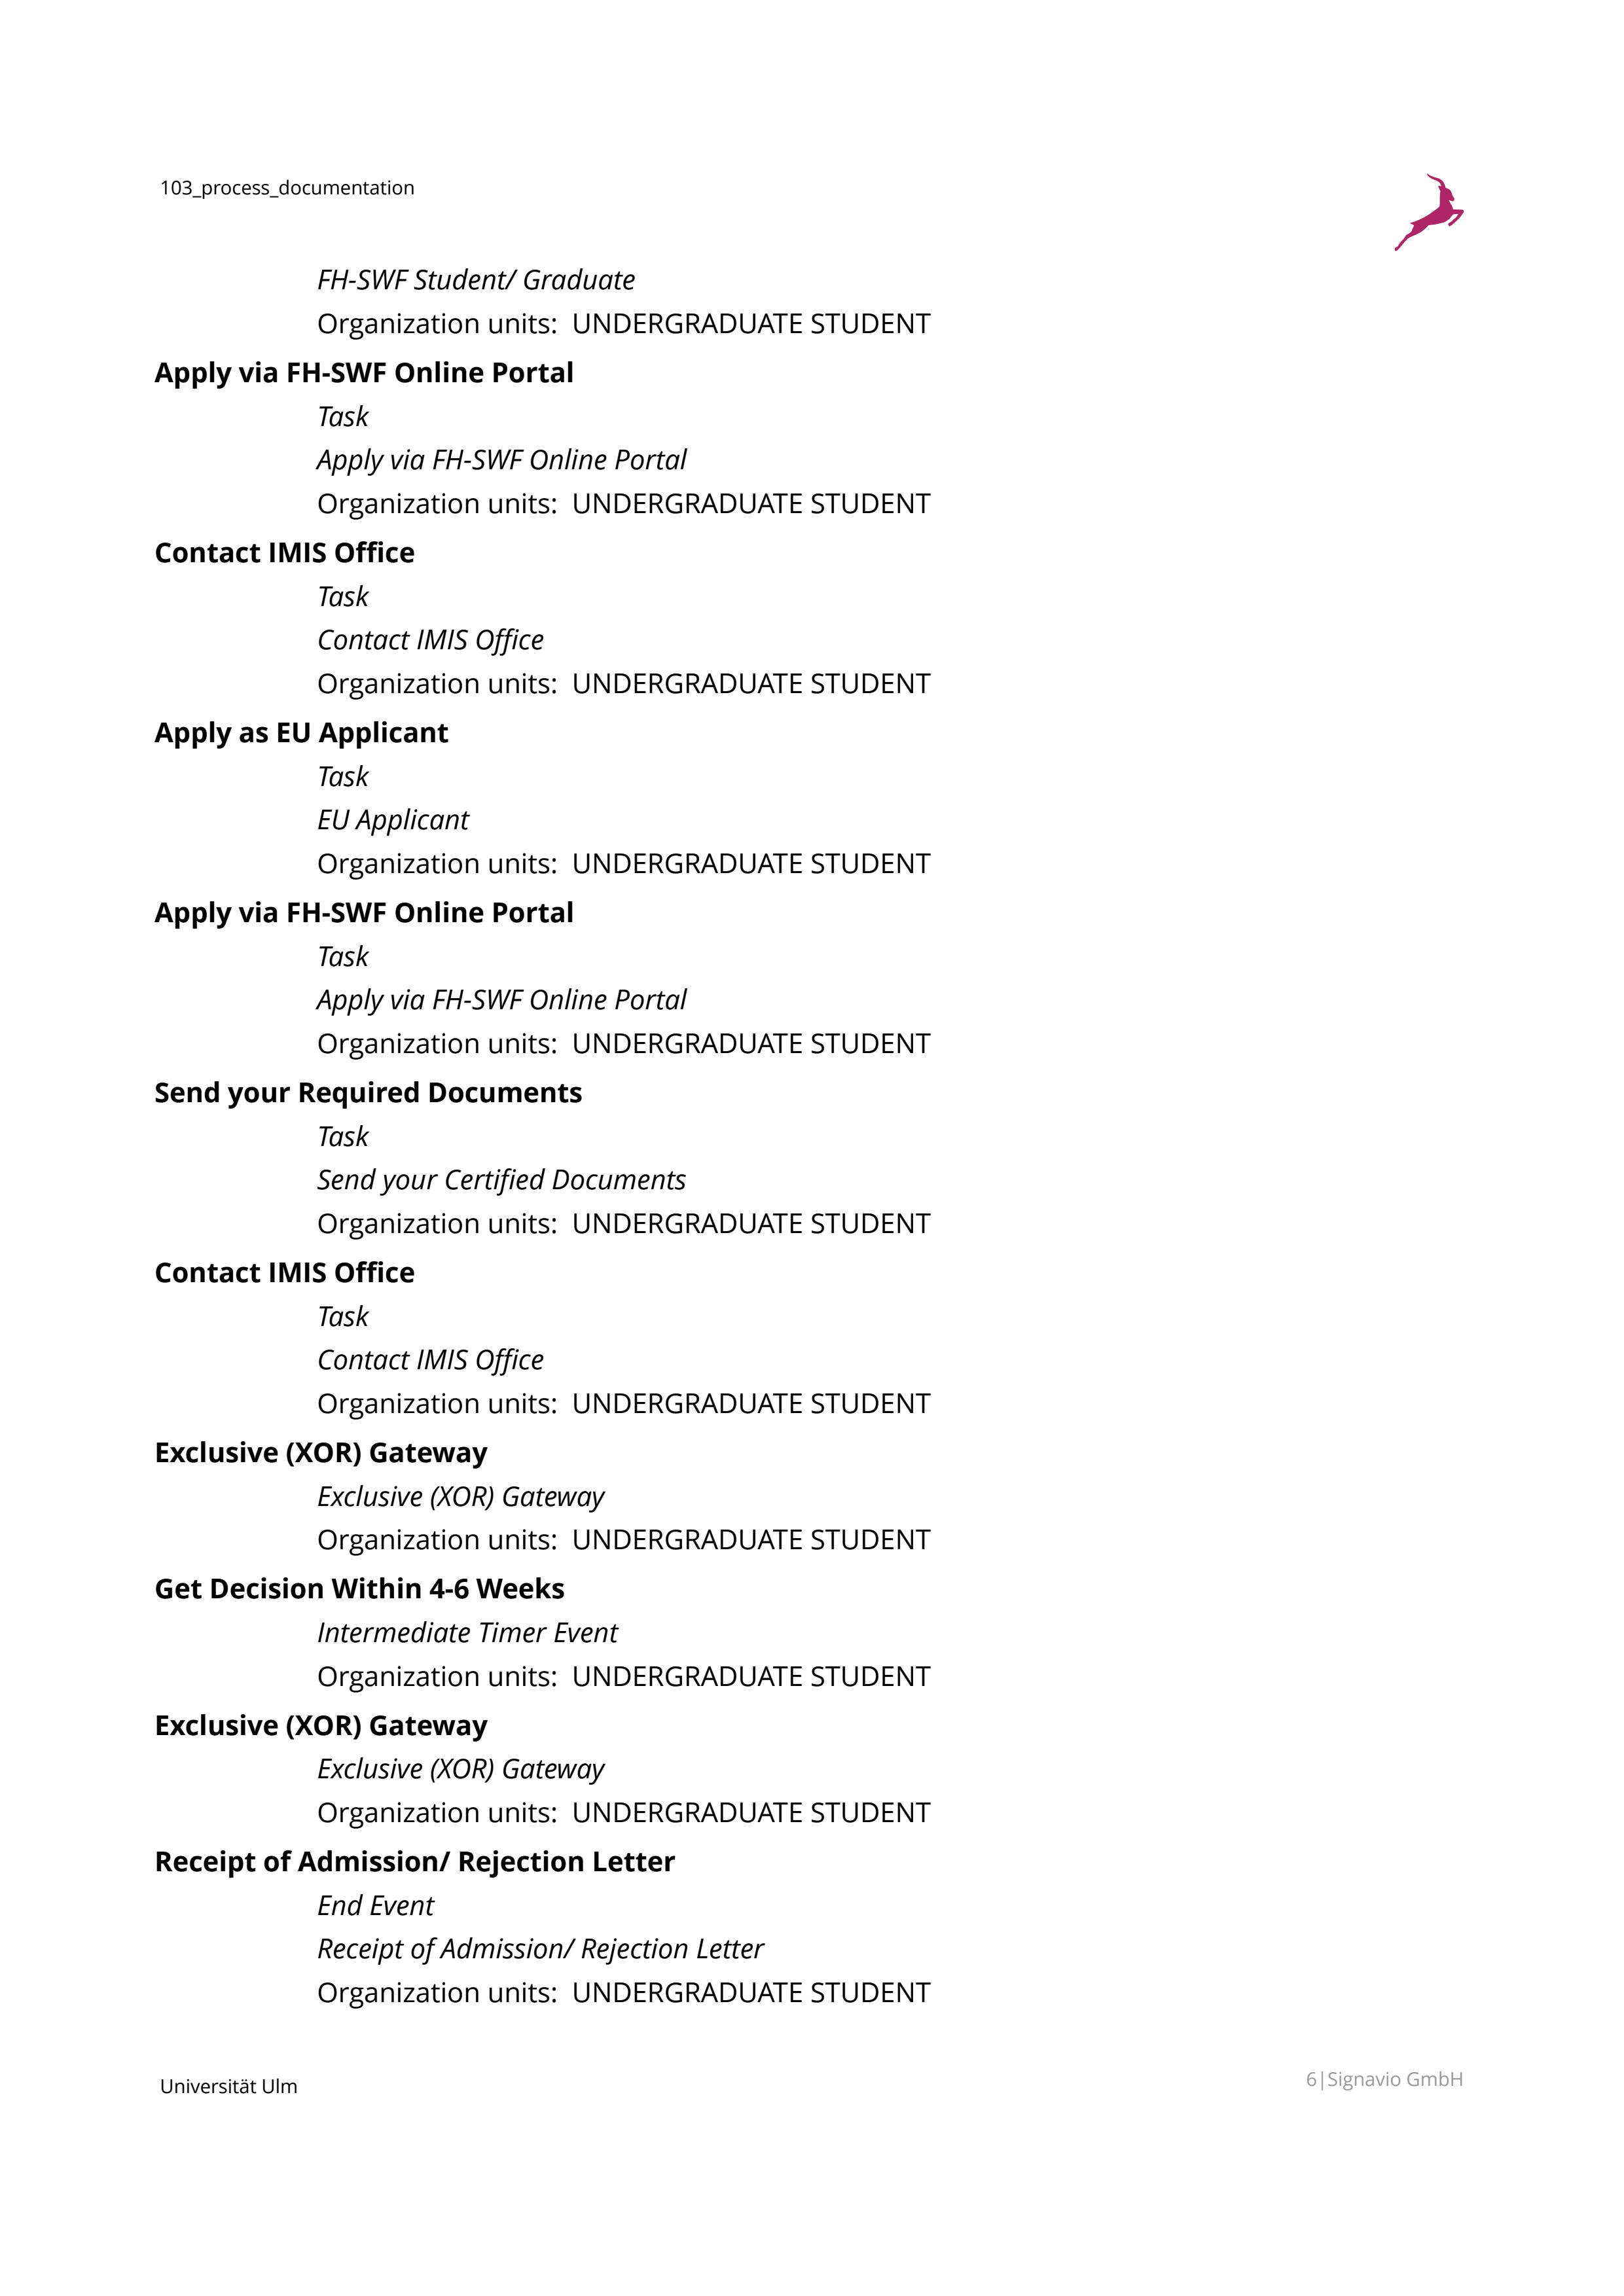 103_process_documentation
FH-SWF Student/ Graduate
Organization units:  UNDERGRADUATE STUDENT
Apply via FH-SWF Online Portal
Task
Apply via FH-SWF Online Portal
Organization units:  UNDERGRADUATE STUDENT
Contact IMIS Office
Task
Contact IMIS Office
Organization units:  UNDERGRADUATE STUDENT
Apply as EU Applicant
Task
EU Applicant
Organization units:  UNDERGRADUATE STUDENT
Apply via FH-SWF Online Portal
Task
Apply via FH-SWF Online Portal
Organization units:  UNDERGRADUATE STUDENT
Send your Required Documents
Task
Send your Certified Documents
Organization units:  UNDERGRADUATE STUDENT
Contact IMIS Office
Task
Contact IMIS Office
Organization units:  UNDERGRADUATE STUDENT
Exclusive (XOR) Gateway
Exclusive (XOR) Gateway
Organization units:  UNDERGRADUATE STUDENT
Get Decision Within 4-6 Weeks
Intermediate Timer Event
Organization units:  UNDERGRADUATE STUDENT
Exclusive (XOR) Gateway
Exclusive (XOR) Gateway
Organization units:  UNDERGRADUATE STUDENT
Receipt of Admission/ Rejection Letter
End Event
Receipt of Admission/ Rejection Letter
Organization units:  UNDERGRADUATE STUDENT
Universität Ulm
6|Signavio GmbH